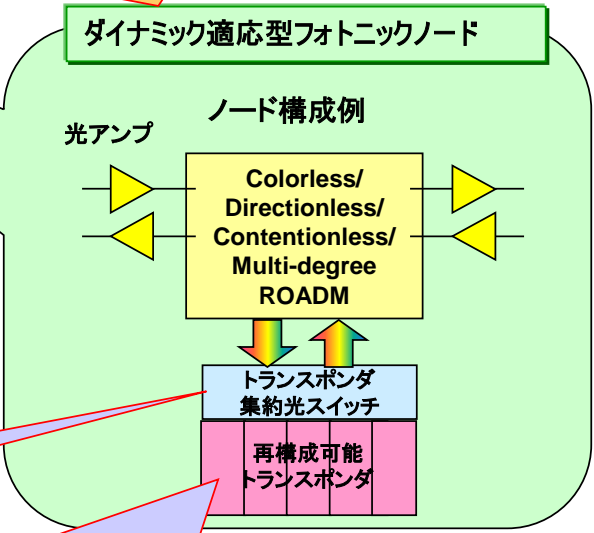 ダイナミック適応型フォトニックノード
ノード構成例
光アンプ
Colorless/
Directionless/
Contentionless/
Multi-degree
ROADM
トランスポンダ
集約光スイッチ
再構成可能
トランスポンダ